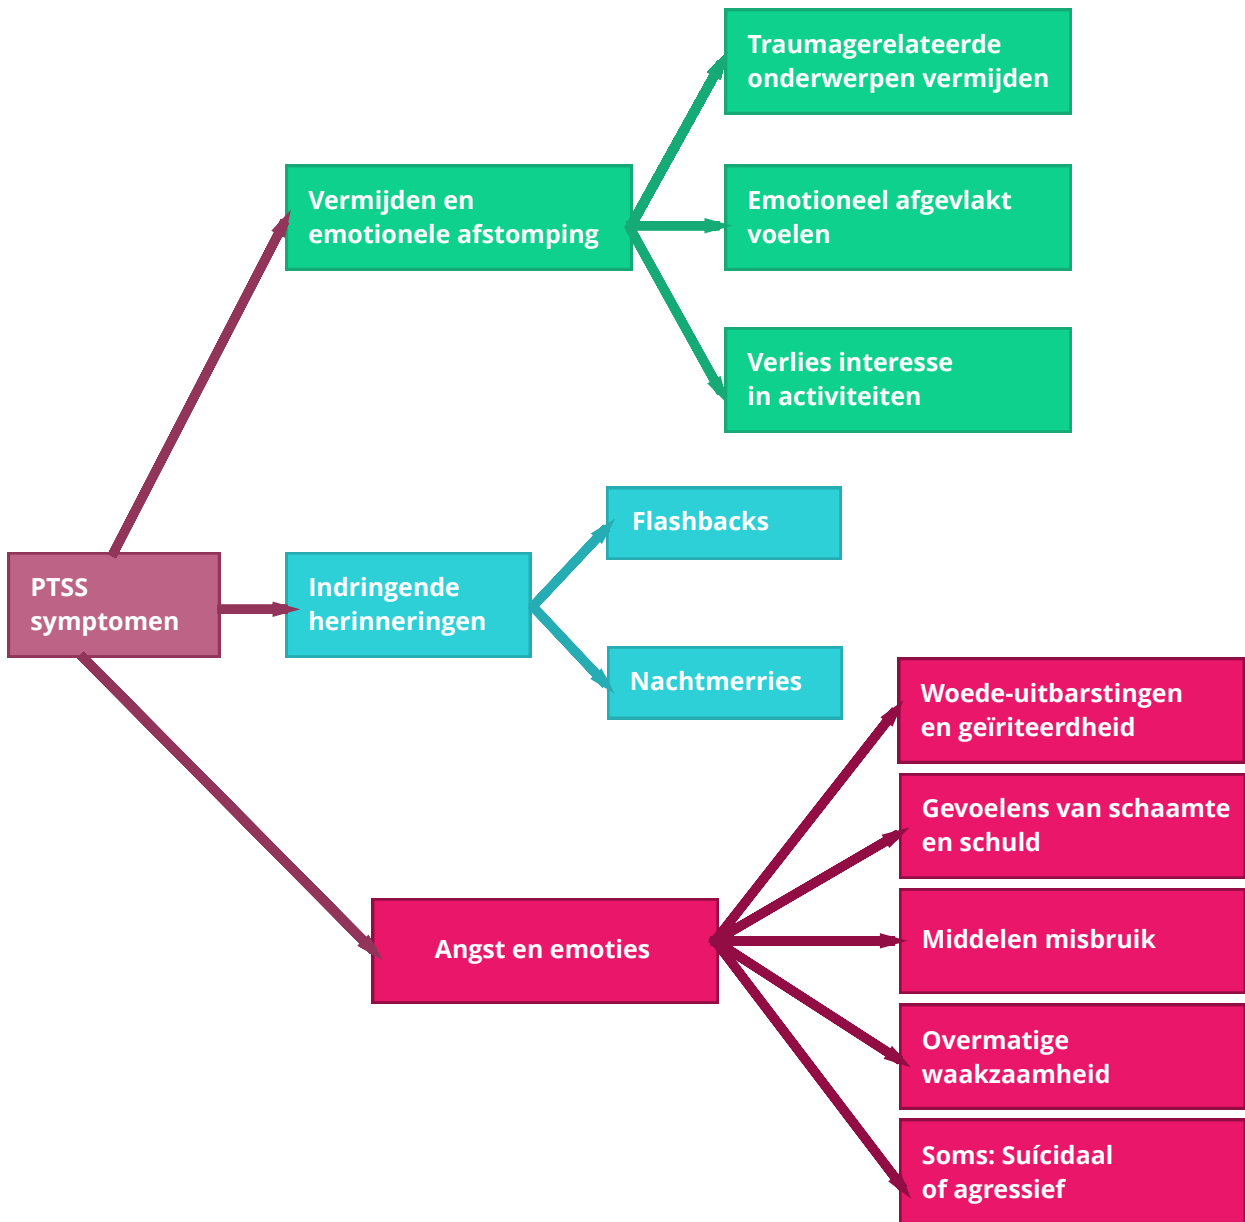 Traumagerelateerde
onderwerpen vermijden
Vermijden en
emotionele afstomping
Emotioneel afgevlakt
voelen
Verlies interesse
in activiteiten
Flashbacks
PTSS
symptomen
Indringende
herinneringen
Nachtmerries
Woede-uitbarstingen
en geïriteerdheid
Gevoelens van schaamte
en schuld
Angst en emoties
Middelen misbruik
Overmatige
waakzaamheid
Soms: Suícidaal
of agressief